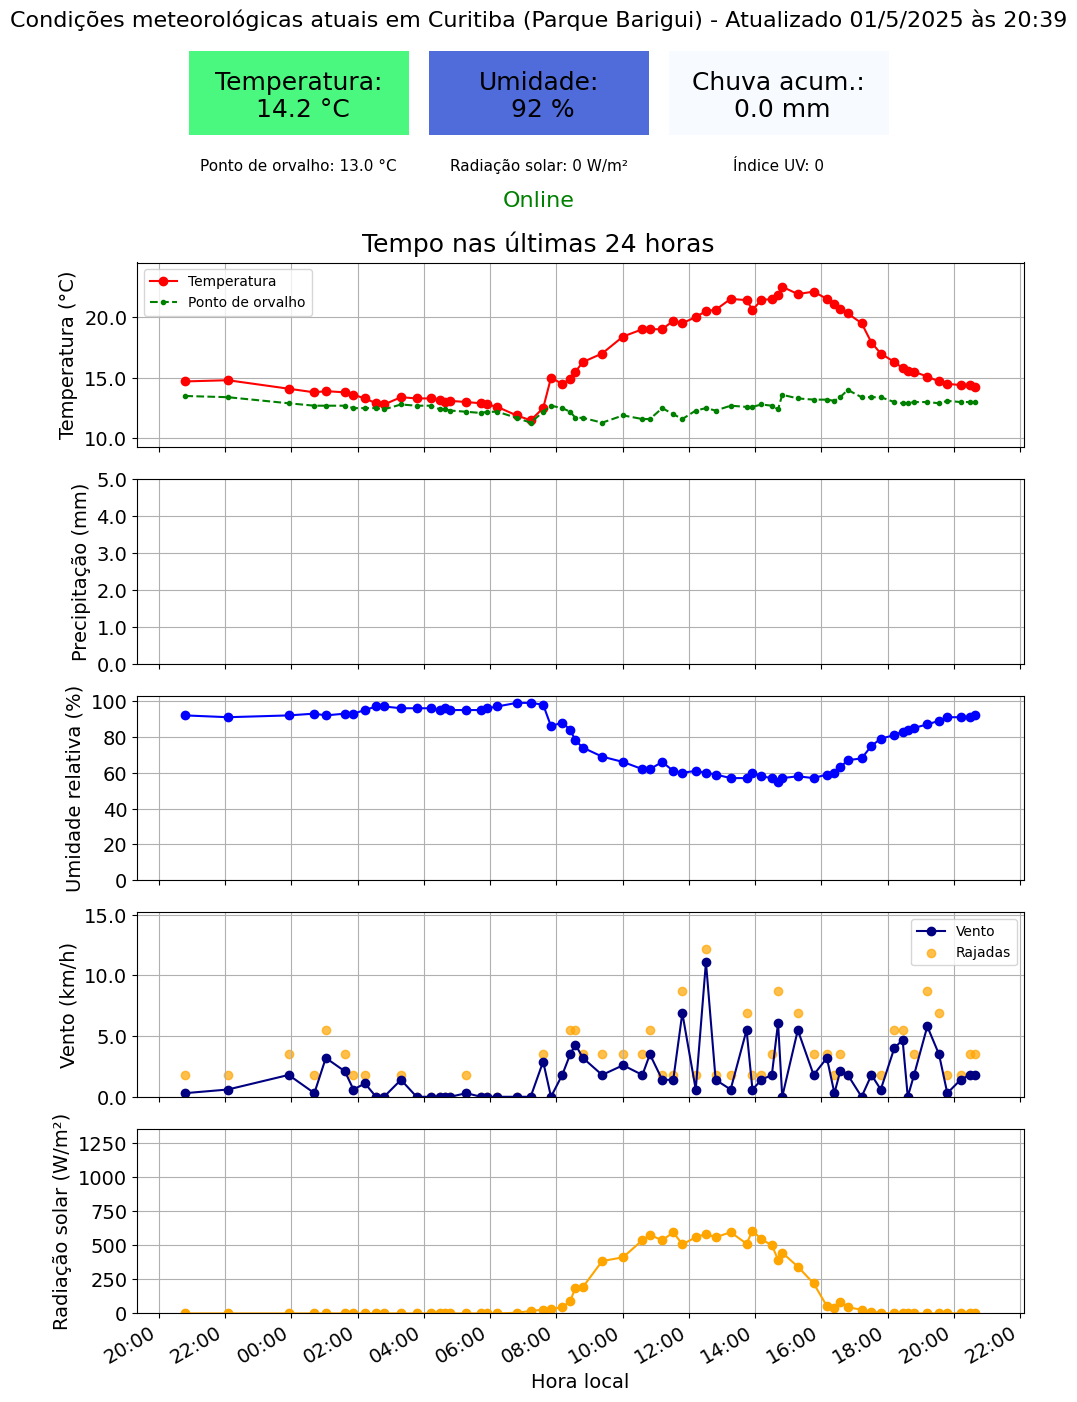 Condições meteorológicas atuais em Curitiba (Parque Barigui) - Atualizado 01/5/2025 às 20:39
Temperatura:
14.2 °C
Umidade:
92 %
Chuva acum.:
0.0 mm
Ponto de orvalho: 13.0 °C
Radiação solar: 0 W/m²
Índice UV: 0
Online
Tempo nas últimas 24 horas
Temperatura (°C)
20.0
15.0
10.0
Temperatura
Ponto de orvalho
Precipitação (mm)
5.0
4.0
3.0
2.0
1.0
0.0
Umidade relativa (%)
100
80
60
40
20
0
Vento (km/h)
15.0
10.0
5.0
0.0
Vento
Rajadas
Radiação solar (W/m²)
1250
1000
750
500
250
0
20:00
22:00
00:00
02:00
04:00
06:00
08:00
10:00
12:00
14:00
16:00
18:00
20:00
22:00
Hora local